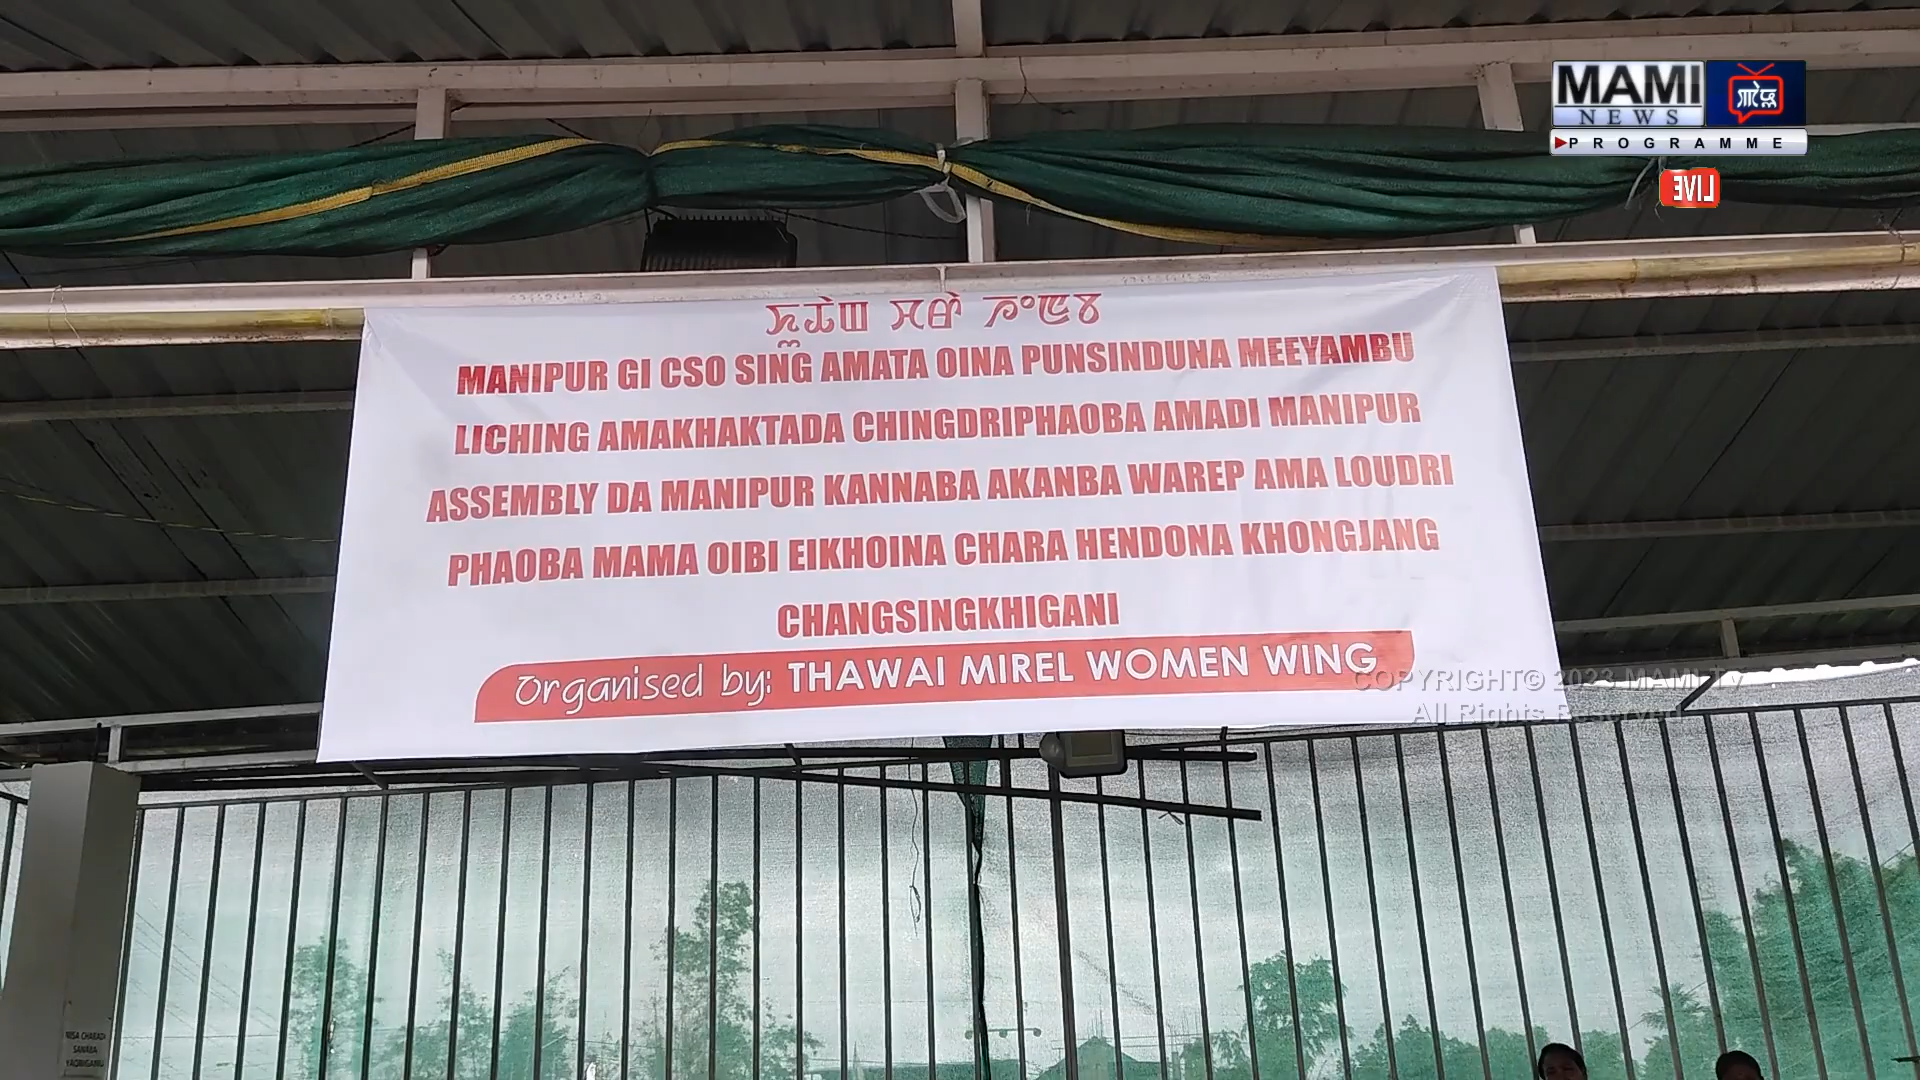 MAMI
NEWS
PROGRAMME
LIVE
MANIPUR GI CSO SING AMATA OINA PUNSINDUNA MEEYAMBU
LICHING AMAKHAKTADA CHINGDRIPHAOBA AMADI MANIPUR
ASSEMBLY DA MANIPUR KANNABA AKANBA WAREP AMA LOUDRI
PHAOBA MAMA OIBI EIKHOINA CHARA HENDONA KHONGJANG
CHANGSINGKHIGANI
Organised by: THAWAI MIREL WOMEN WING
COPYRIGHT© 2023 MAMI Tv
All Rights Reserved